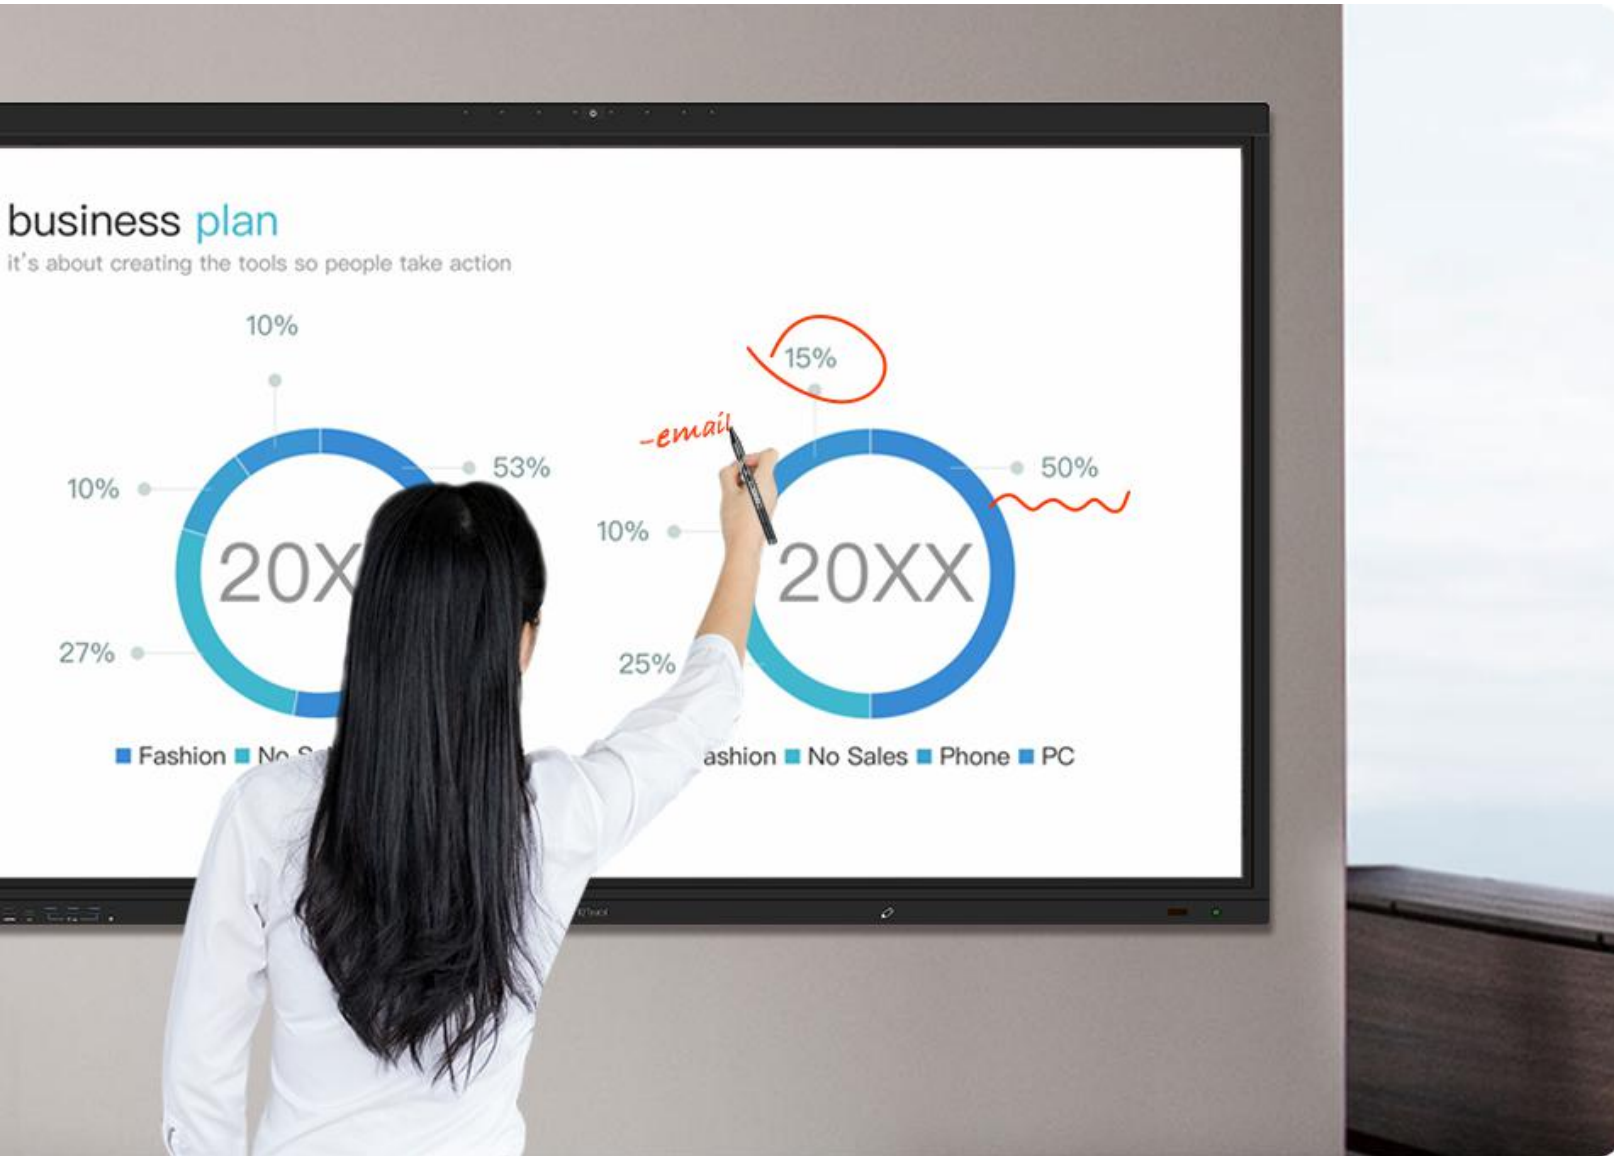 business plan
it's about creating the tools so people take action
10%
15%
-email
53%
50%
10%
10%
20X
20XX
27%
25%
Fashion No
ashion No Sales Phone PC